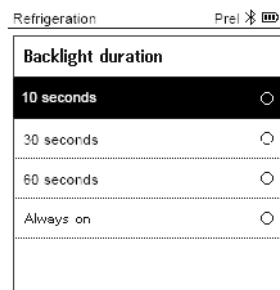 Refrigeration Prel
Backlight duration
10 seconds
30 seconds
60 seconds
Always on